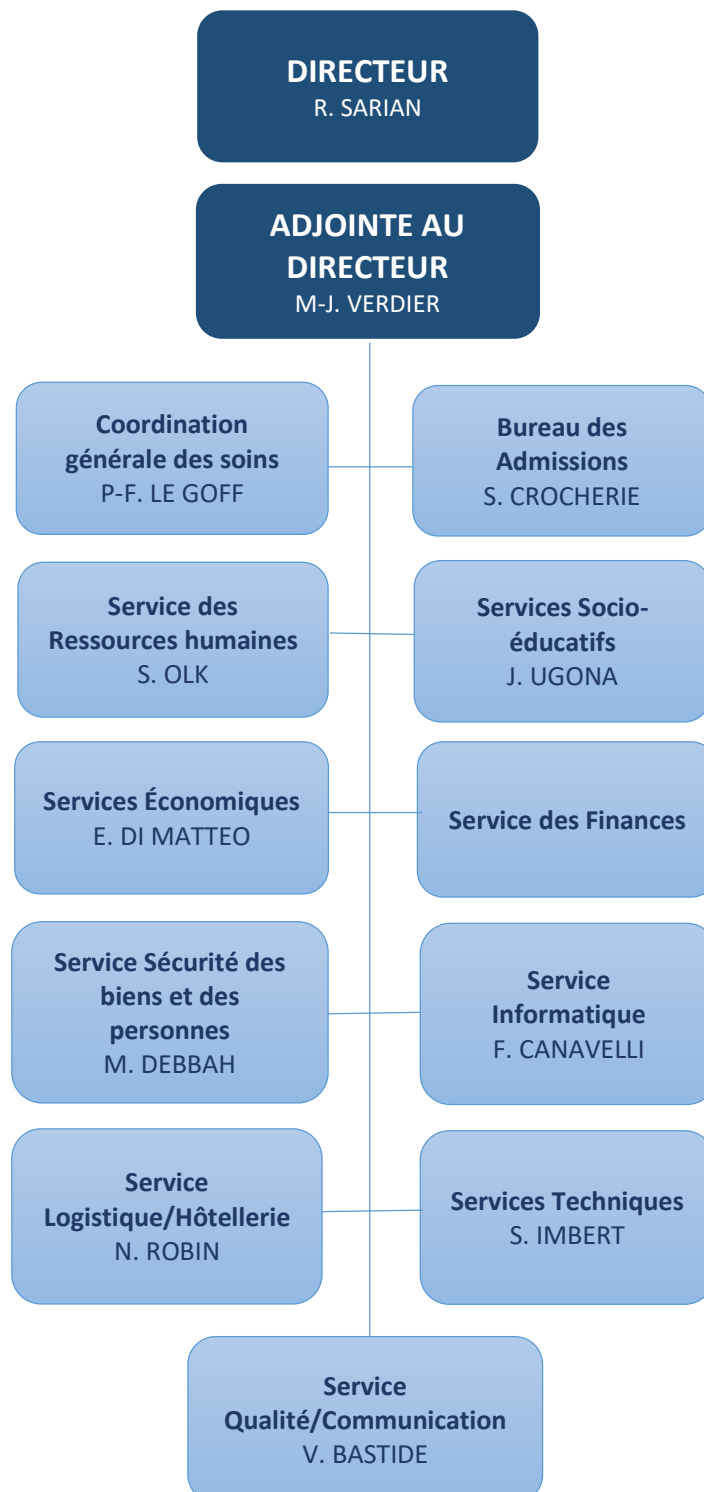 DIRECTEUR
R. SARIAN
ADJOINTE AU
DIRECTEUR
M-J. VERDIER
Coordination
générale des soins
P-F. LE GOFF
Bureau des
Admissions
S. CROCHERIE
Service des
Ressources humaines
S. OLK
Services Socio-
éducatifs
J. UGONA
Services Économiques
E. DI MATTEO
Service des Finances
Service Sécurité des
biens et des
personnes
M. DEBBAH
Service
Informatique
F. CANAVELLI
Service
Logistique/Hôtellerie
N. ROBIN
Services Techniques
S. IMBERT
Service
Qualité/Communication
V. BASTIDE